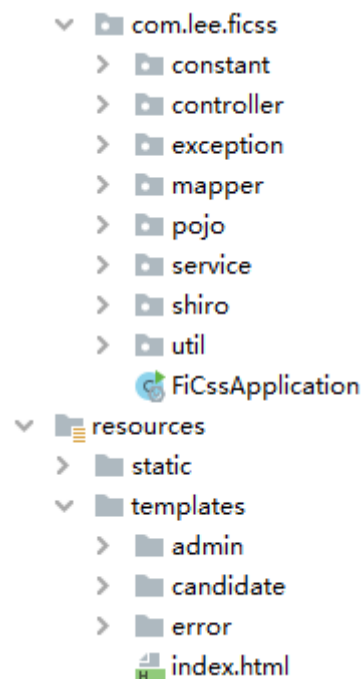 com.lee.ficss
constant
controller
exception
mapper
pojo
service
shiro
util
FiCssApplication
resources
static
templates
admin
candidate
error
index.html